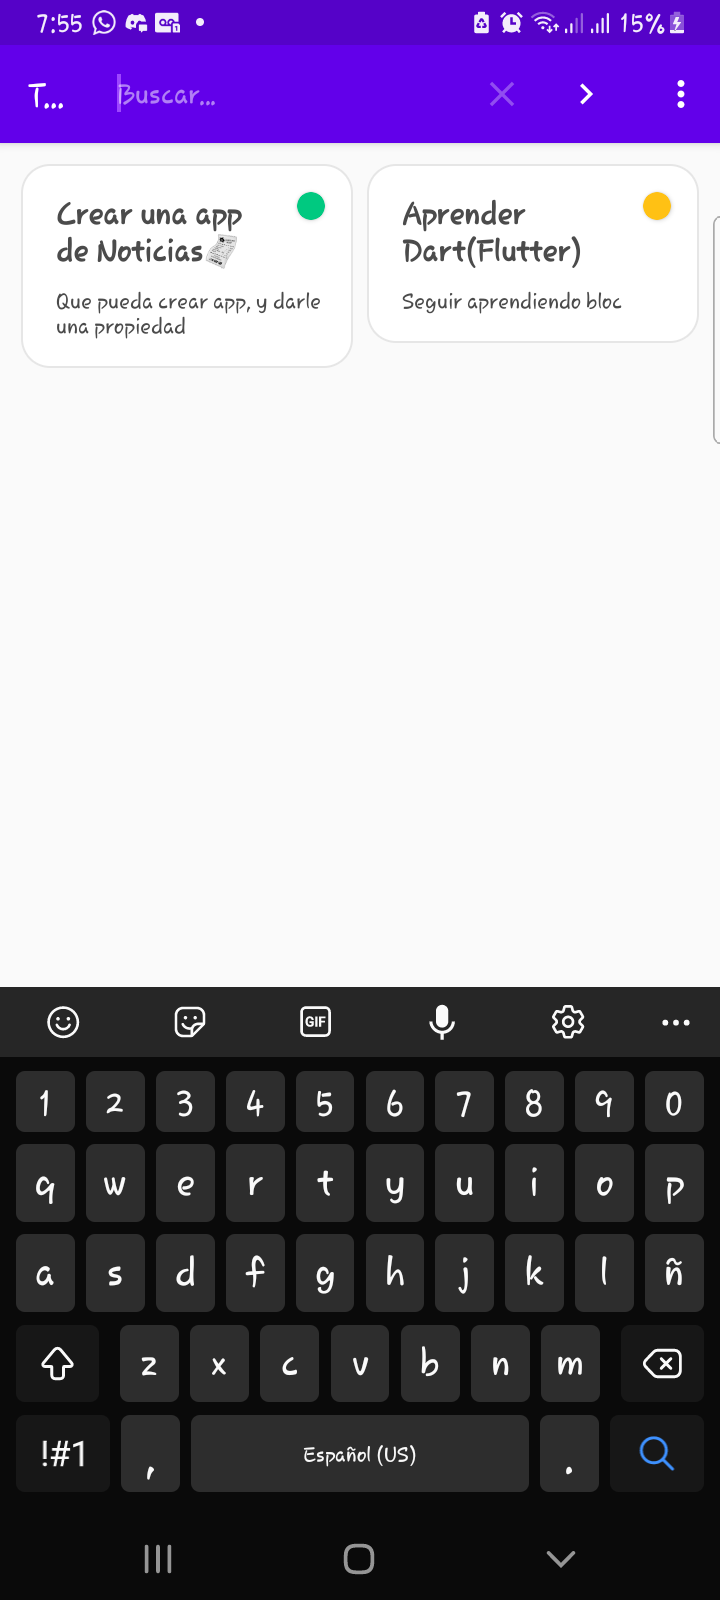 7:55
15%
T...
Buscar...
Crear una app
de Noticias
Que pueda crear app, y darle
una propiedad
Aprender
Dart(Flutter)
Seguir aprendiendo bloc
GIF
1 2 3 4 5 6 7 8 9 0
q w e r t y u i o p
a s d f g h j k l ñ
z x c v b n m
!#1 , Español (US) .